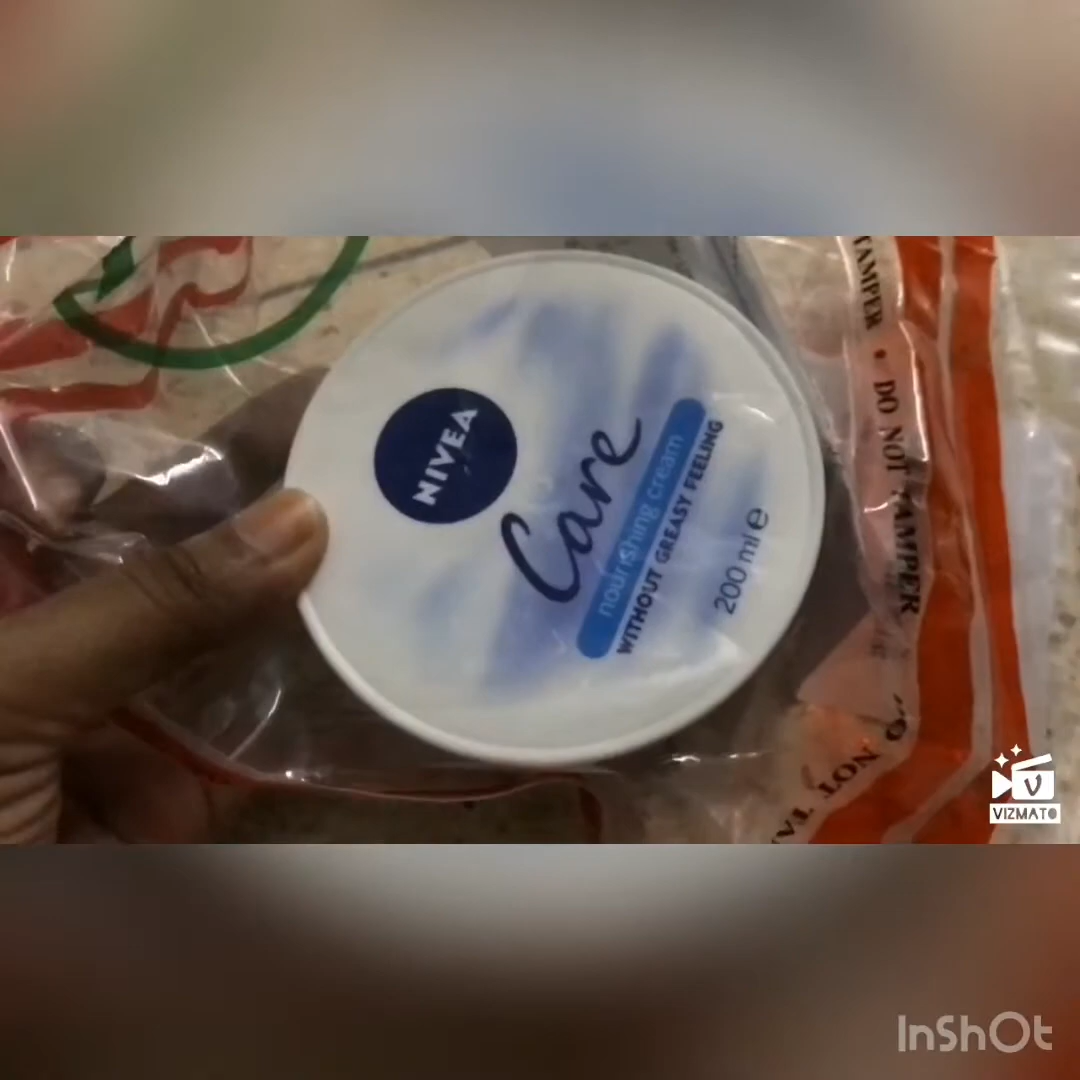 NIVEA
Care
nourishing cream
WITHOUT GREASY FEELING
200 ml e
TAMPER • DO NOT TAMPER
DO NOT TA
VIZMATO
InShOt